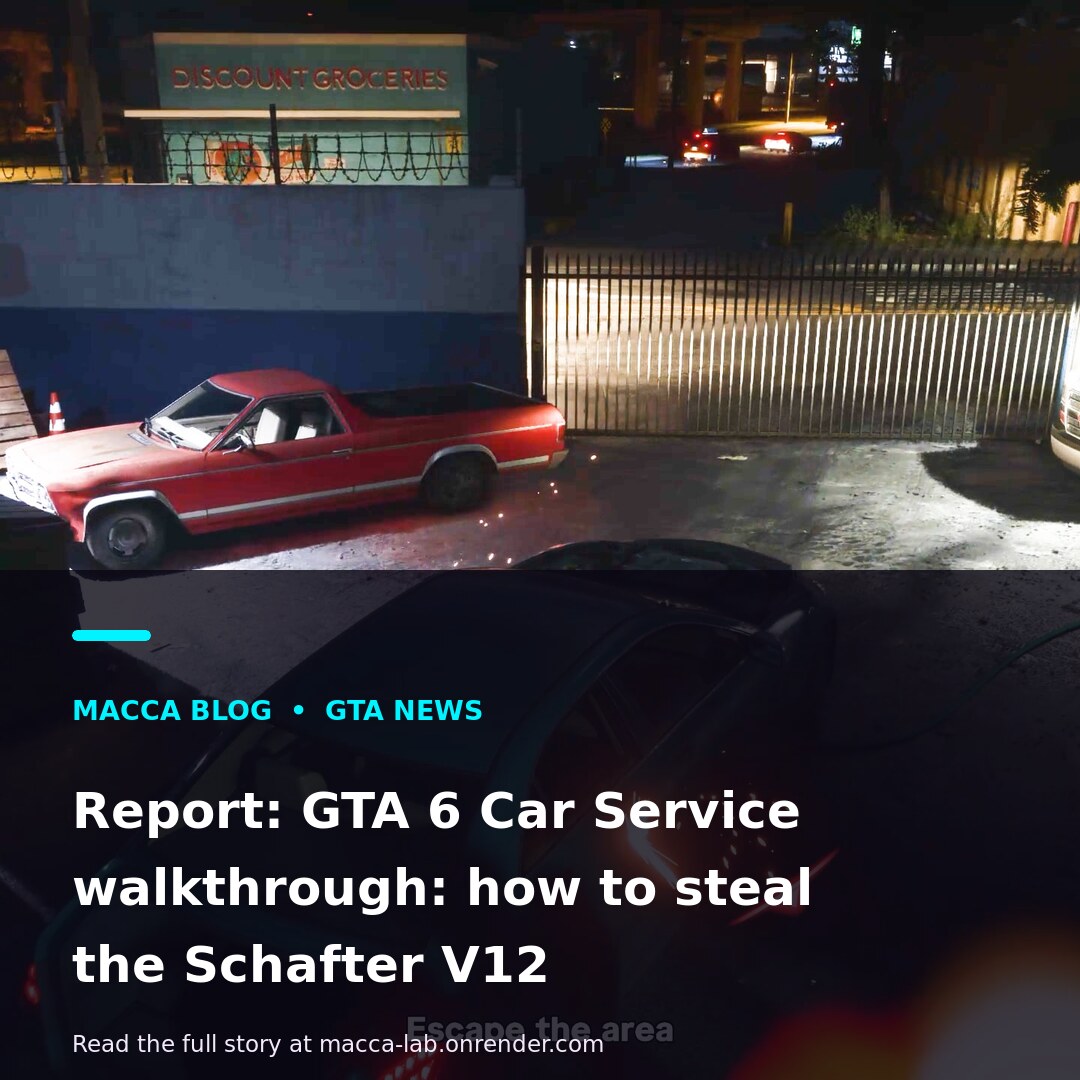 DISCOUNT GROCERIES
MACCA BLOG • GTA NEWS
Report: GTA 6 Car Service
walkthrough: how to steal
the Schafter V12
Escape the area
Read the full story at macca-lab.onrender.com